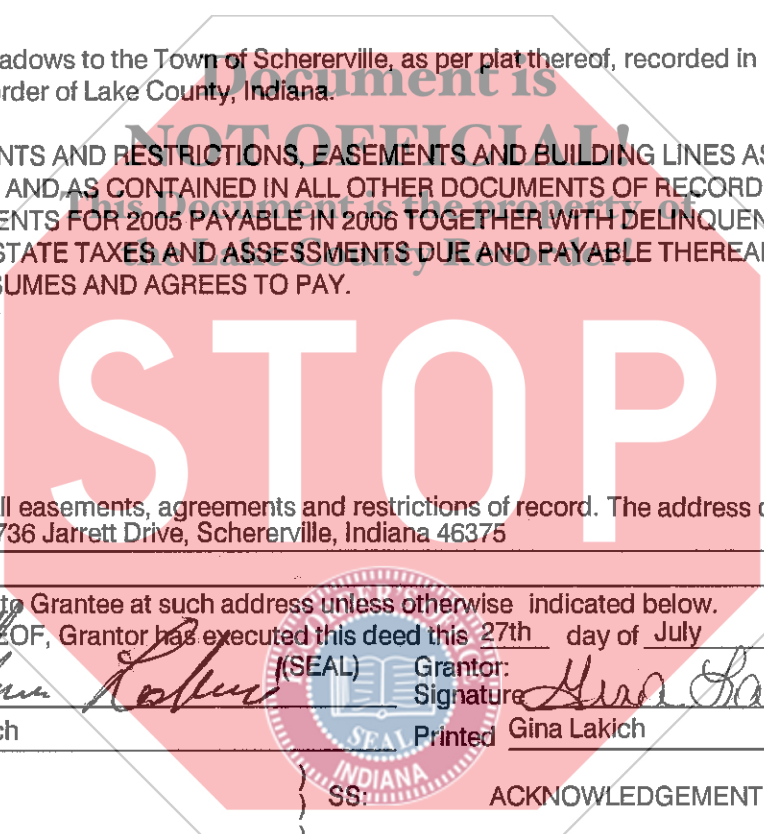 adows to the Town of Schererville, as per plat thereof, recorded in
rder of Lake County, Indiana.
Document is
NOT OFFICIAL!
This Document is the property of
the Lake County Recorder!
NTS AND RESTRICTIONS, EASEMENTS AND BUILDING LINES AS
AND AS CONTAINED IN ALL OTHER DOCUMENTS OF RECORD
ENTS FOR 2005 PAYABLE IN 2006 TOGETHER WITH DELINQUEN
STATE TAXES AND ASSESSMENTS DUE AND PAYABLE THEREA
SUMES AND AGREES TO PAY.
STOP
ll easements, agreements and restrictions of record. The address o
736 Jarrett Drive, Schererville, Indiana 46375
to Grantee at such address unless otherwise indicated below.
EOF, Grantor has executed this deed this 27th day of July
(SEAL) Grantor:
Signature Gina La
ch Printed Gina Lakich
SEAL
INDIANA
) SS: ACKNOWLEDGEMENT